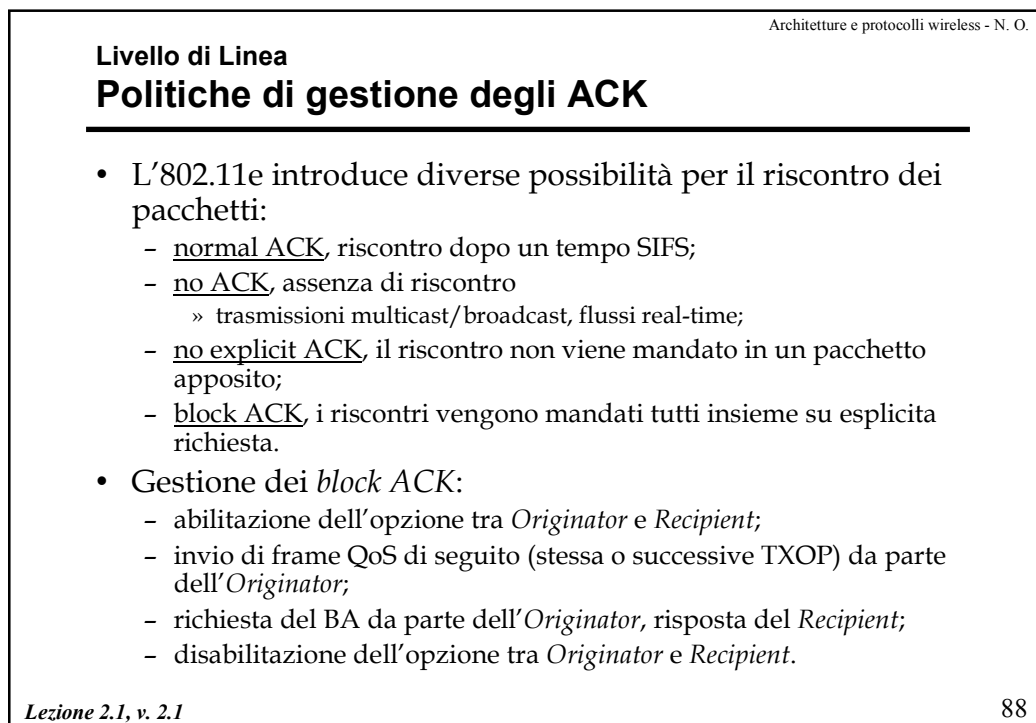 Architetture e protocolli wireless - N. O.
Livello di Linea
Politiche di gestione degli ACK
• L'802.11e introduce diverse possibilità per il riscontro dei
pacchetti:
– normal ACK, riscontro dopo un tempo SIFS;
– no ACK, assenza di riscontro
» trasmissioni multicast/broadcast, flussi real-time;
– no explicit ACK, il riscontro non viene mandato in un pacchetto
apposito;
– block ACK, i riscontri vengono mandati tutti insieme su esplicita
richiesta.
• Gestione dei block ACK:
– abilitazione dell'opzione tra Originator e Recipient;
– invio di frame QoS di seguito (stessa o successive TXOP) da parte
dell'Originator;
– richiesta del BA da parte dell'Originator, risposta del Recipient;
– disabilitazione dell'opzione tra Originator e Recipient.
Lezione 2.1, v. 2.1
88